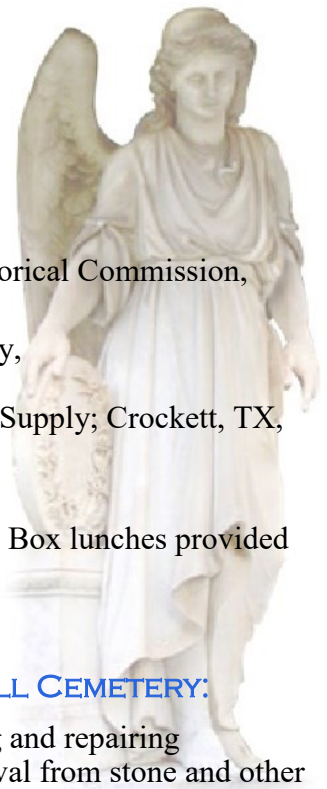 orical Commission,
y,
Supply; Crockett, TX,
Box lunches provided
LL CEMETERY:
g and repairing
val from stone and other